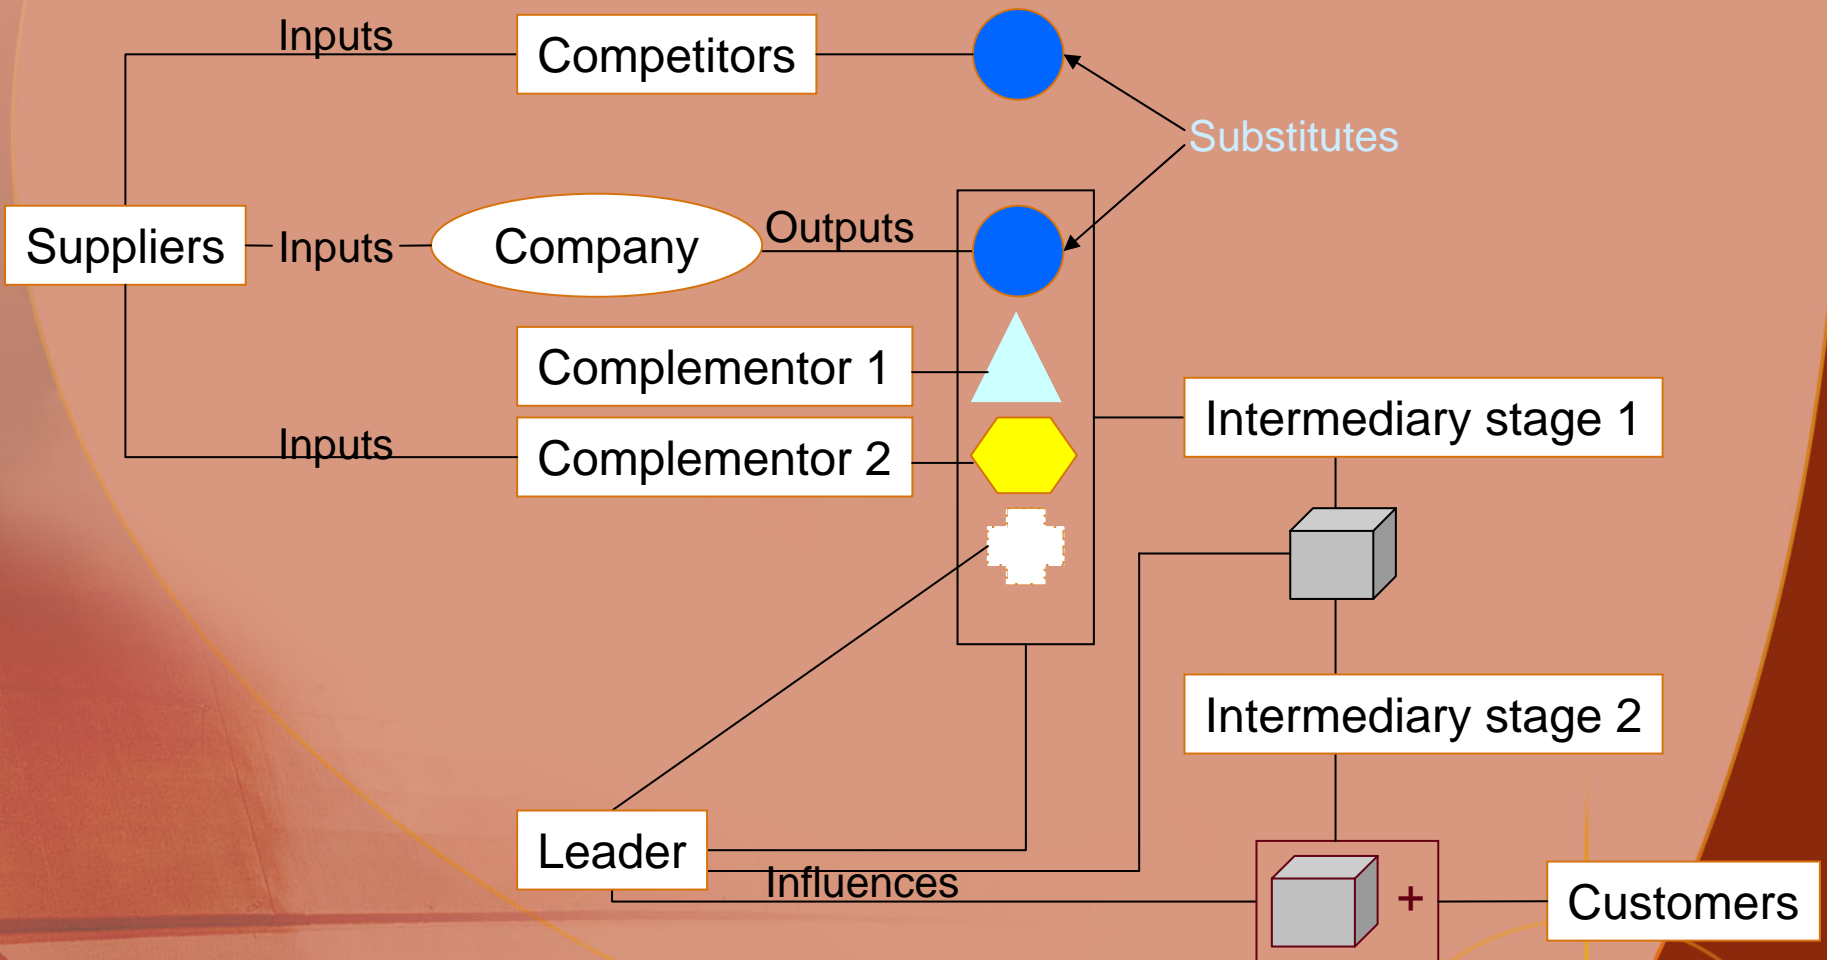 Inputs
Competitors
Substitutes
Suppliers
Inputs
Company
Outputs
Complementor 1
Intermediary stage 1
Inputs
Complementor 2
Intermediary stage 2
Leader
Influences
+
Customers